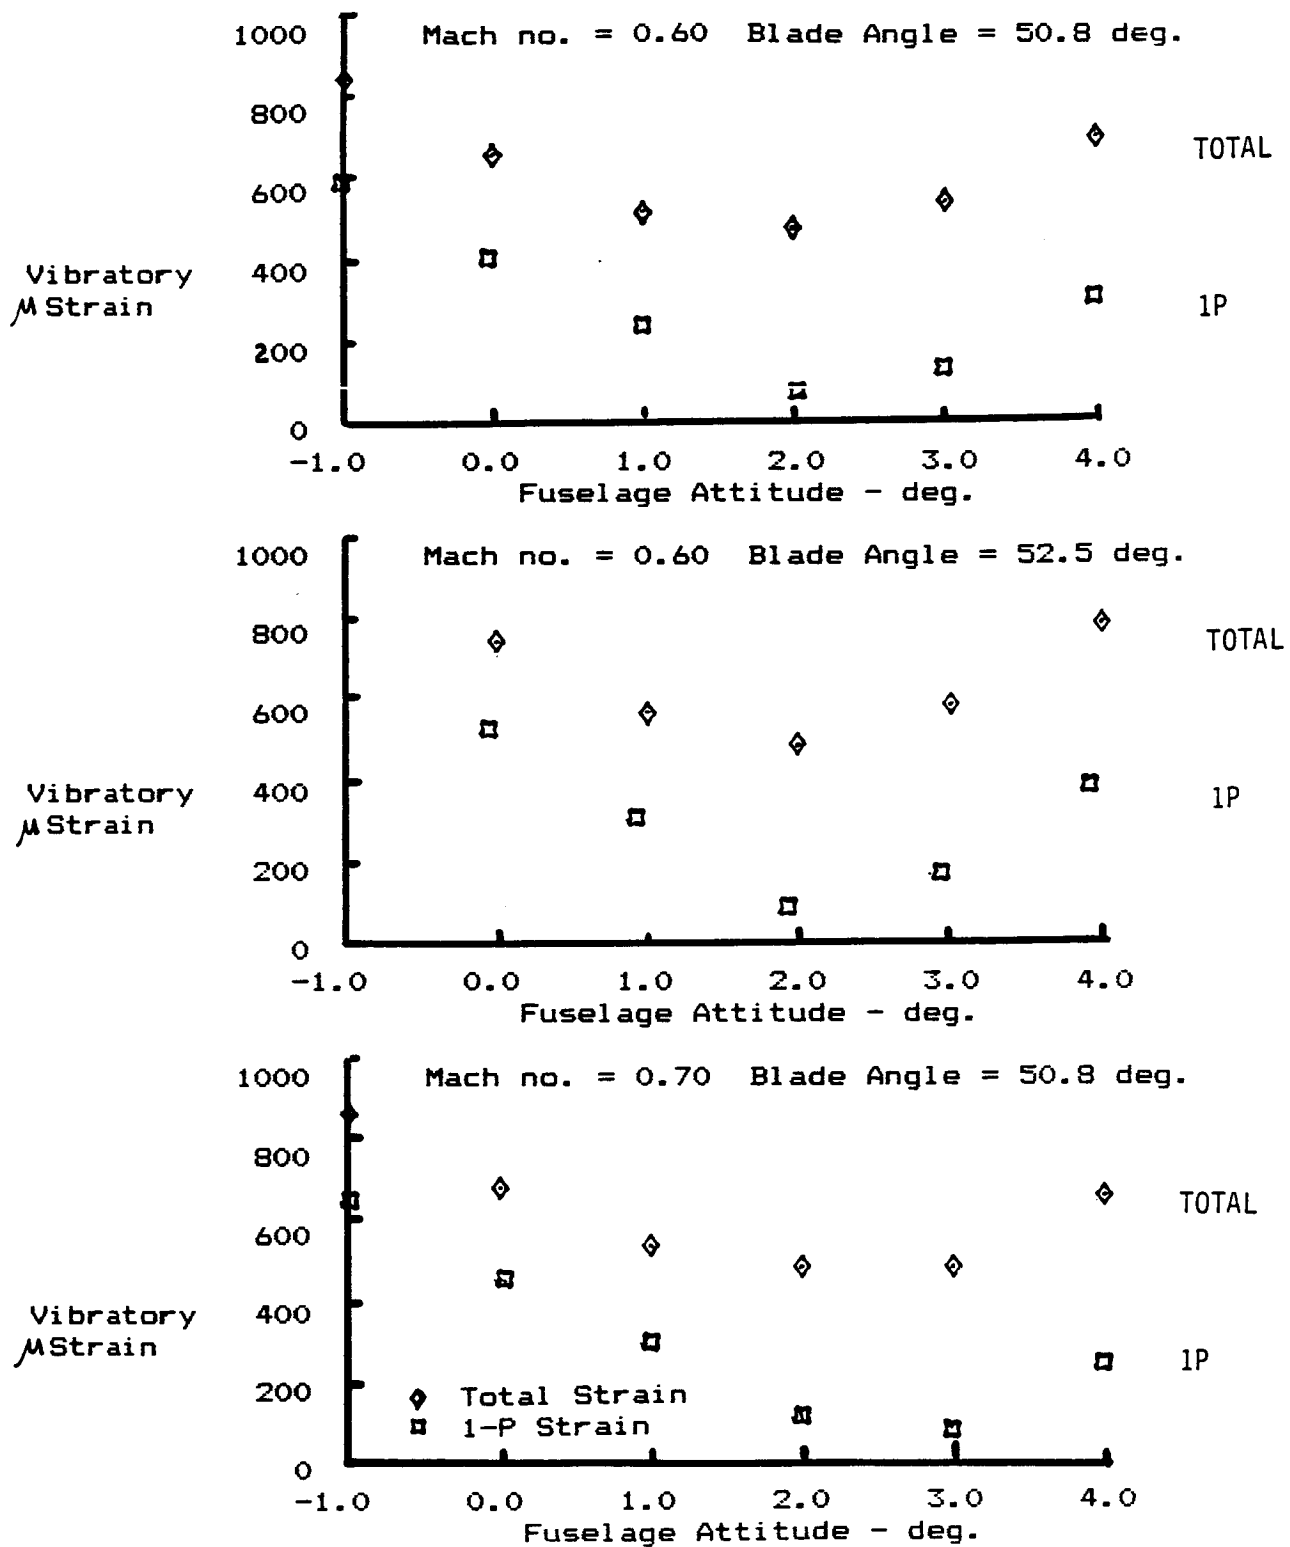 1000 Mach no. = 0.60 Blade Angle = 50.8 deg.
800
TOTAL
600
400
Vibratory
μStrain
1P
200
0
-1.0 0.0 1.0 2.0 3.0 4.0
Fuselage Attitude - deg.
1000 Mach no. = 0.60 Blade Angle = 52.5 deg.
800
TOTAL
600
400
Vibratory
μStrain
1P
200
0
-1.0 0.0 1.0 2.0 3.0 4.0
Fuselage Attitude - deg.
1000 Mach no. = 0.70 Blade Angle = 50.8 deg.
800
TOTAL
600
400
Vibratory
μStrain
1P
200
Total Strain
1-P Strain
0
-1.0 0.0 1.0 2.0 3.0 4.0
Fuselage Attitude - deg.